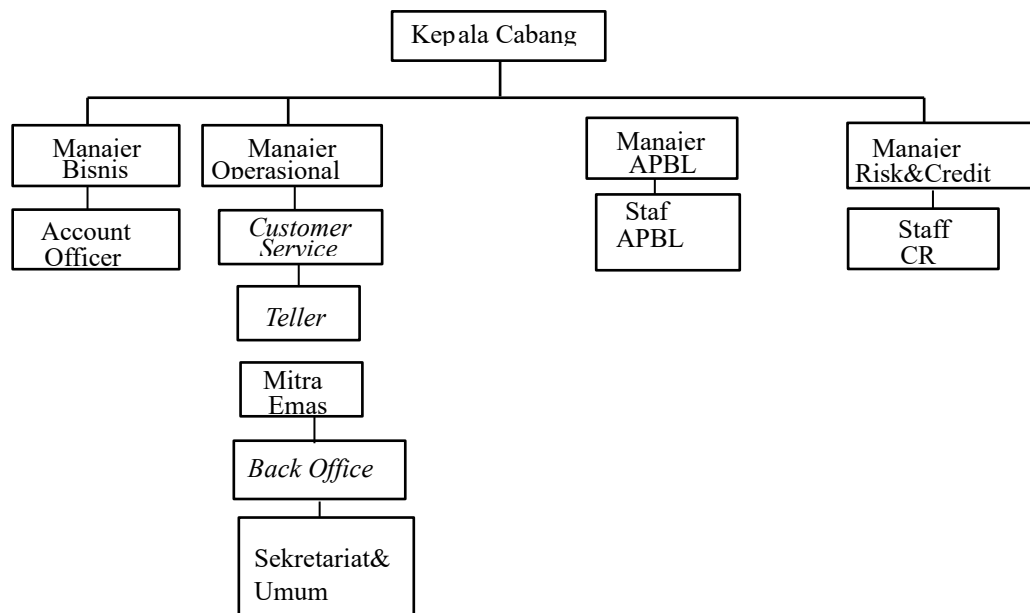 Kepala Cabang
Manajer
Bisnis
Manajer
Operasional
Manajer
APBL
Manajer
Risk&Credit
Account
Officer
Customer
Service
Staf
APBL
Staff
CR
Teller
Mitra
Emas
Back Office
Sekretariat&
Umum